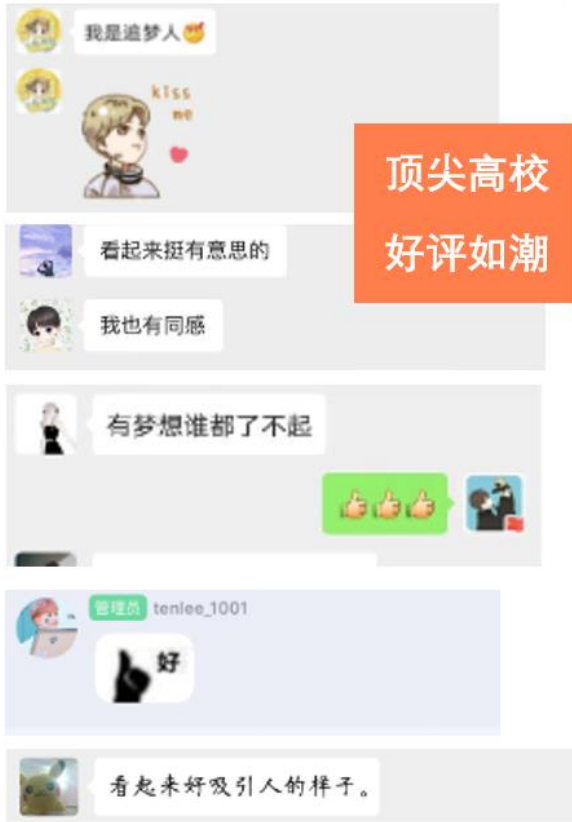 我是追梦人
kiss
me
顶尖高校
好评如潮
看起来挺有意思的
我也有同感
有梦想谁都了不起
管理员 tenlee_1001
好
看起来好吸引人的样子。